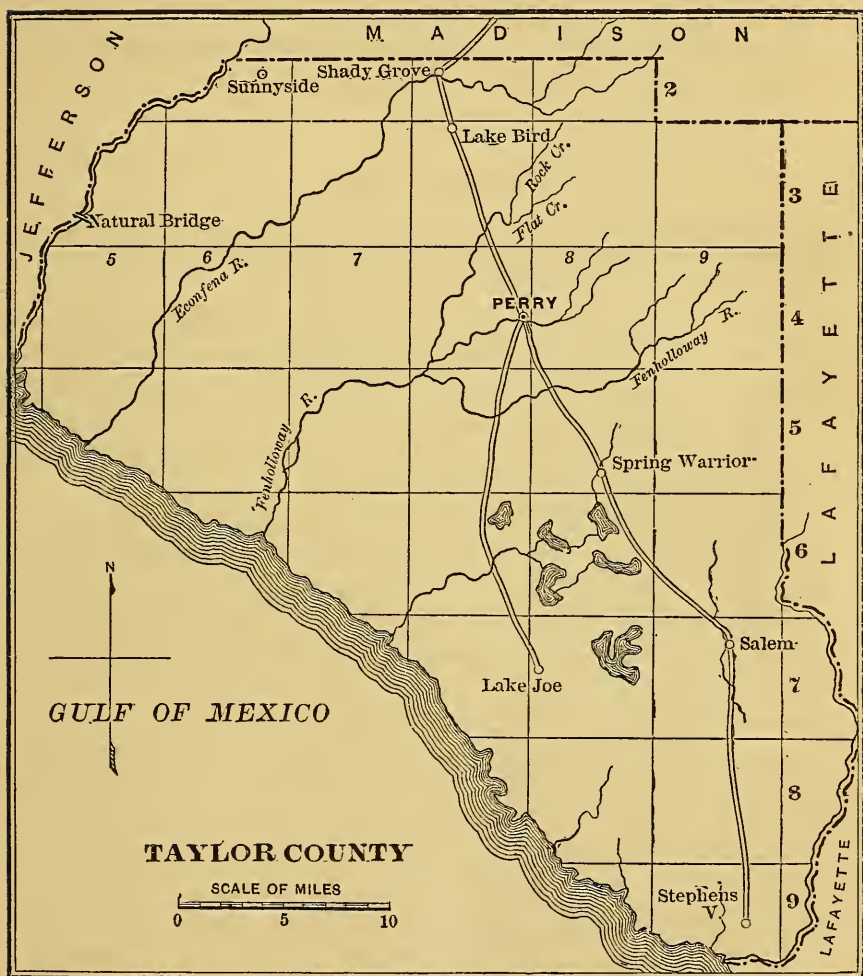 MADISON
JEFFERSON
Sunnyside
Shady Grove
2
Lake Bird
Rock Cr.
Flat Cr.
3
Natural Bridge
5
6
7
8
9
Econfena R.
PERRY
4
Fenholloway R.
Fenholloway R.
LAFAYETTE
5
Spring Warrior
6
N
Salem
Lake Joe
7
GULF OF MEXICO
8
TAYLOR COUNTY
SCALE OF MILES
0 5 10
Stephens
V.
9
LAFAYETTE